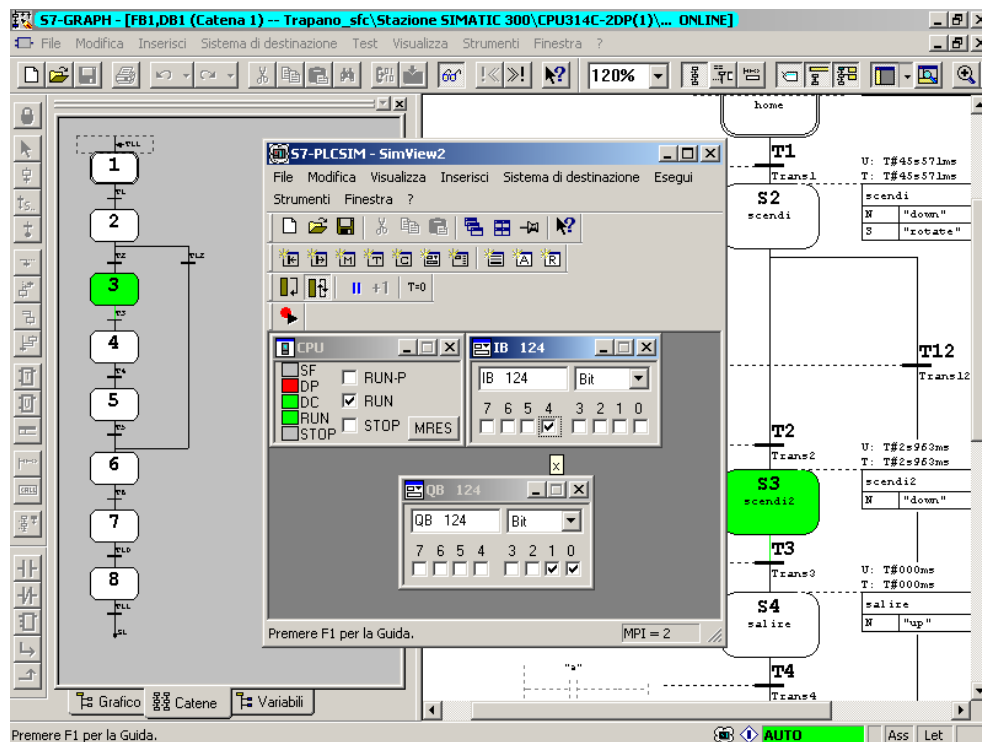 S7-GRAPH - [FB1,DB1 (Catena 1) -- Trapano_sfc\Stazione SIMATIC 300\CPU314C-2DP(1)\... ONLINE]
File Modifica Inserisci Sistema di destinazione Test Visualizza Strumenti Finestra ?
120%
1
2
3
4
5
6
7
8
Grafico Catene Variabili
S7-PLCSIM - SimView2
File Modifica Visualizza Inserisci Sistema di destinazione Esegui
Strumenti Finestra ?
+1 T=0
CPU
SF
DP
DC
RUN
STOP
RUN-P
RUN
STOP
MRES
IB 124
IB 124 Bit
7 6 5 4 3 2 1 0
x
QB 124
QB 124 Bit
7 6 5 4 3 2 1 0
Premere F1 per la Guida. MPI = 2
home
T1
Trans1
S2
scendi
U: T#45s571ms
T: T#45s571ms
scendi
N "down"
S "rotate"
T12
Trans12
T2
Trans2
S3
scendi2
U: T#2s963ms
T: T#2s963ms
scendi2
N "down"
T3
Trans3
S4
salire
U: T#000ms
T: T#000ms
salire
N "up"
T4
Trans4
Premere F1 per la Guida. AUTO Ass Let